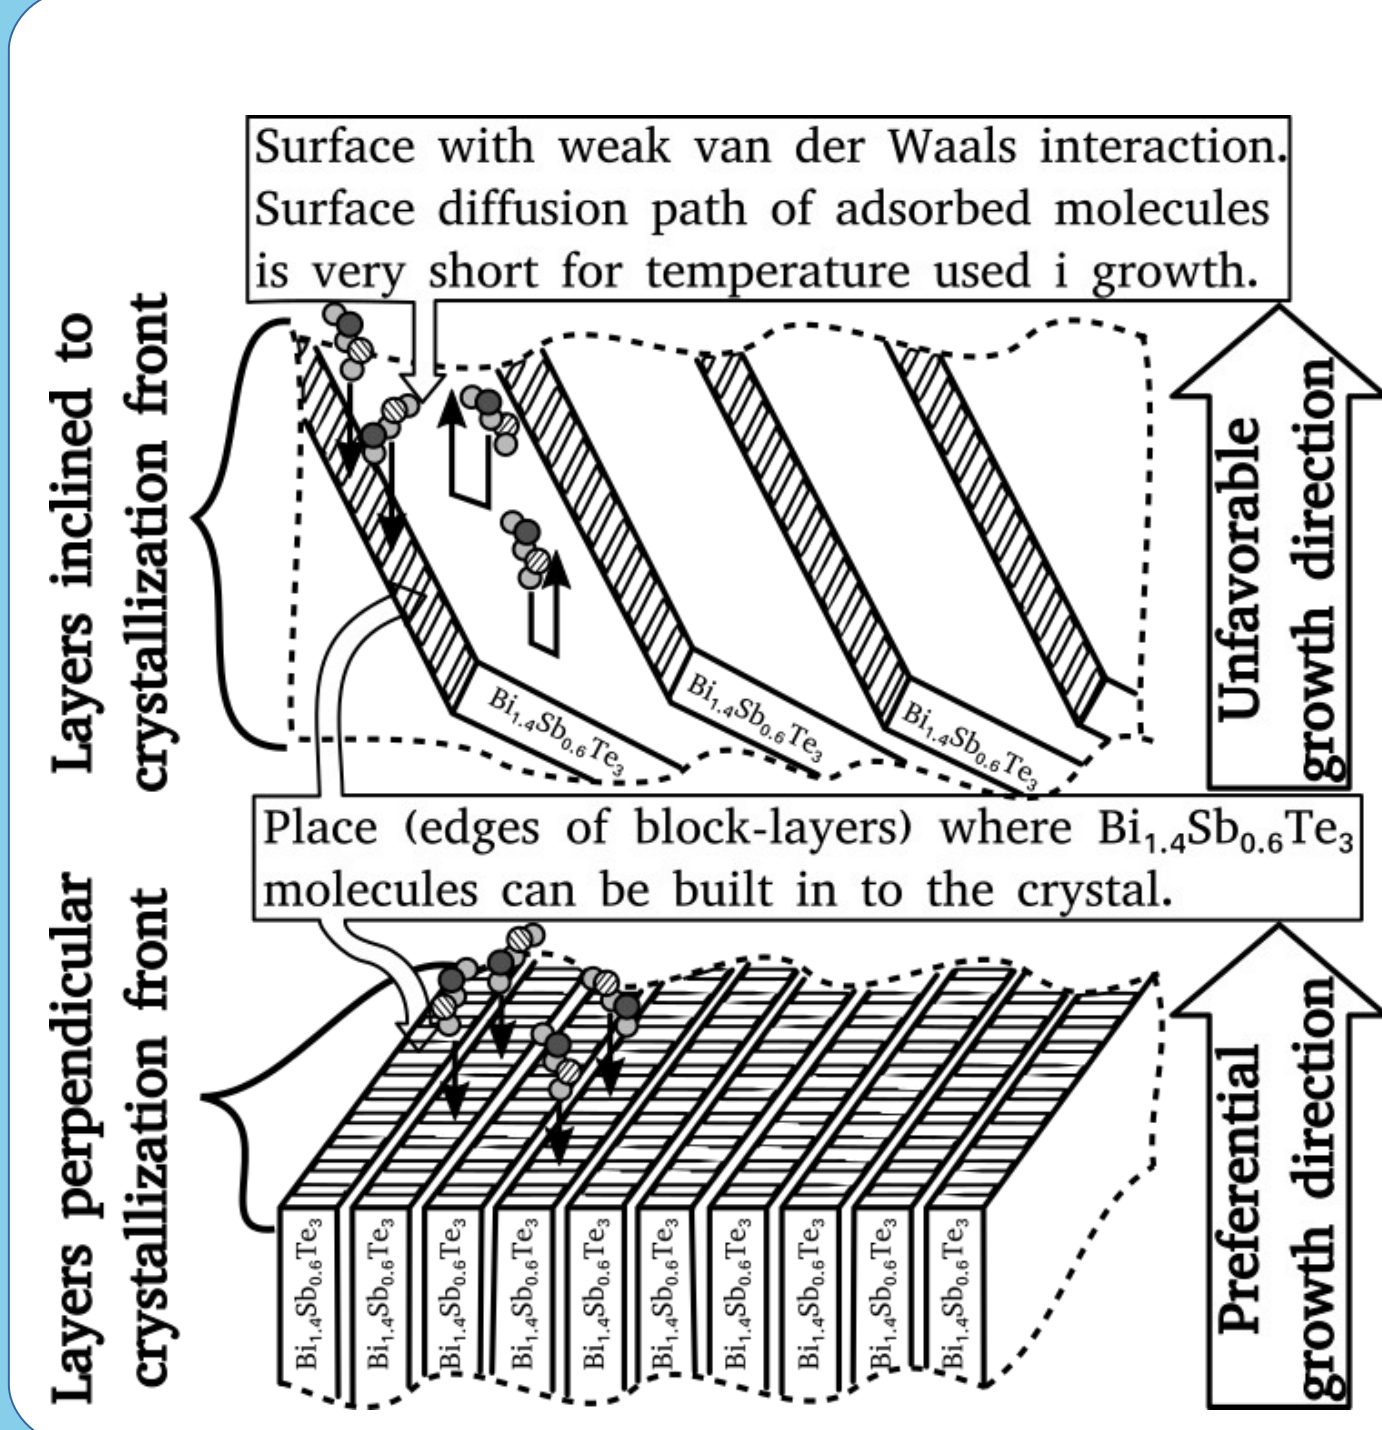 Surface with weak van der Waals interaction.
Surface diffusion path of adsorbed molecules
is very short for temperature used i growth.
Layers inclined to
crystallization front
Unfavorable
growth direction
Bi₁.₄Sb₀.₆Te₃
Bi₁.₄Sb₀.₆Te₃
Bi₁.₄Sb₀.₆Te₃
Place (edges of block-layers) where Bi₁.₄Sb₀.₆Te₃
molecules can be built in to the crystal.
Layers perpendicular
crystallization front
Preferential
growth direction
Bi₁.₄Sb₀.₆Te₃
Bi₁.₄Sb₀.₆Te₃
Bi₁.₄Sb₀.₆Te₃
Bi₁.₄Sb₀.₆Te₃
Bi₁.₄Sb₀.₆Te₃
Bi₁.₄Sb₀.₆Te₃
Bi₁.₄Sb₀.₆Te₃
Bi₁.₄Sb₀.₆Te₃
Bi₁.₄Sb₀.₆Te₃
Bi₁.₄Sb₀.₆Te₃